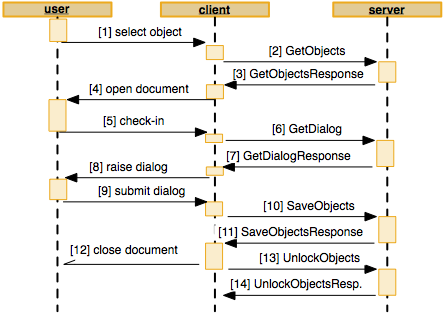 user client server
[1] select object
[2] GetObjects
[3] GetObjectsResponse
[4] open document
[5] check-in
[6] GetDialog
[7] GetDialogResponse
[8] raise dialog
[9] submit dialog
[10] SaveObjects
[11] SaveObjectsResponse
[12] close document
[13] UnlockObjects
[14] UnlockObjectsResp.